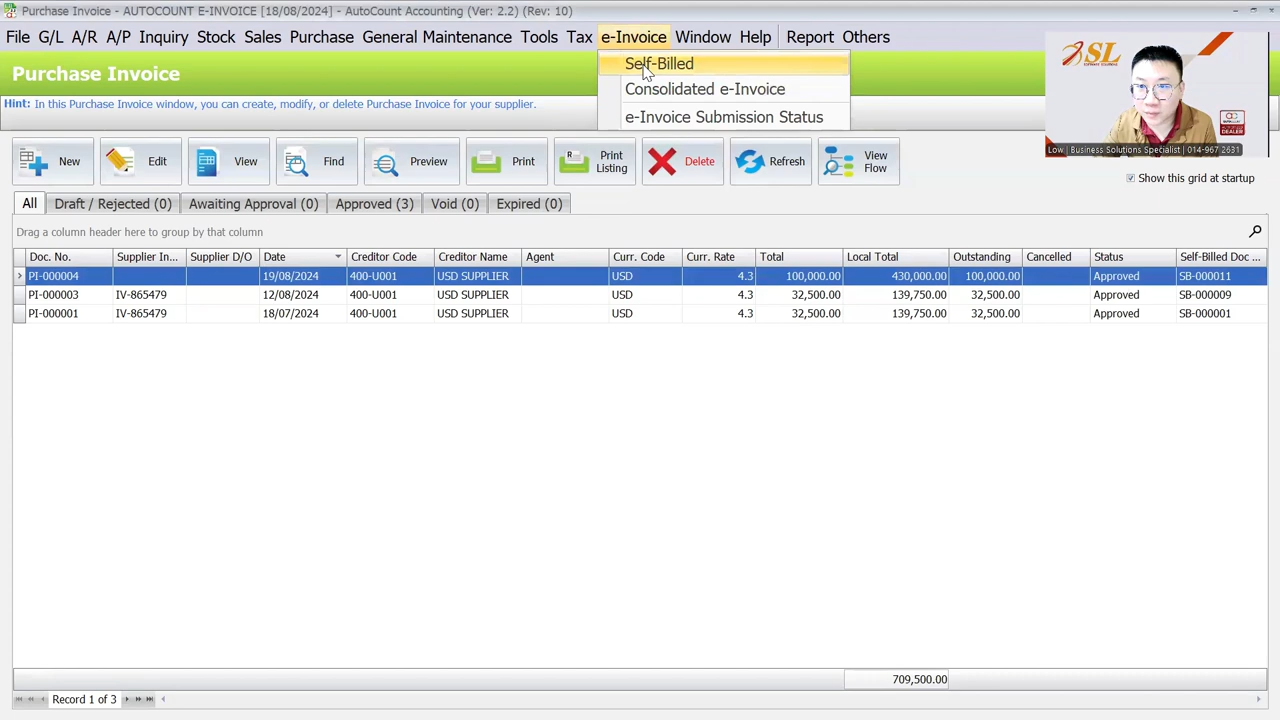 Purchase Invoice - AUTOCOUNT E-INVOICE [18/08/2024] - AutoCount Accounting (Ver: 2.2) (Rev: 10)
File G/L A/R A/P Inquiry Stock Sales Purchase General Maintenance Tools Tax e-Invoice Window Help Report Others
Self-Billed
Consolidated e-Invoice
e-Invoice Submission Status
Purchase Invoice
Hint: In this Purchase Invoice window, you can create, modify, or delete Purchase Invoice for your supplier.
SL
Low | Business Solutions Specialist | 014-967 2631
New Edit View Find Preview Print Print Listing Delete Refresh View Flow
Show this grid at startup
All Draft / Rejected (0) Awaiting Approval (0) Approved (3) Void (0) Expired (0)
Drag a column header here to group by that column
Doc. No. Supplier In... Supplier D/O Date Creditor Code Creditor Name Agent Curr. Code Curr. Rate Total Local Total Outstanding Cancelled Status Self-Billed Doc ...
PI-000004 19/08/2024 400-U001 USD SUPPLIER USD 4.3 100,000.00 430,000.00 100,000.00 Approved SB-000011
PI-000003 IV-865479 12/08/2024 400-U001 USD SUPPLIER USD 4.3 32,500.00 139,750.00 32,500.00 Approved SB-000009
PI-000001 IV-865479 18/07/2024 400-U001 USD SUPPLIER USD 4.3 32,500.00 139,750.00 32,500.00 Approved SB-000001
709,500.00
Record 1 of 3